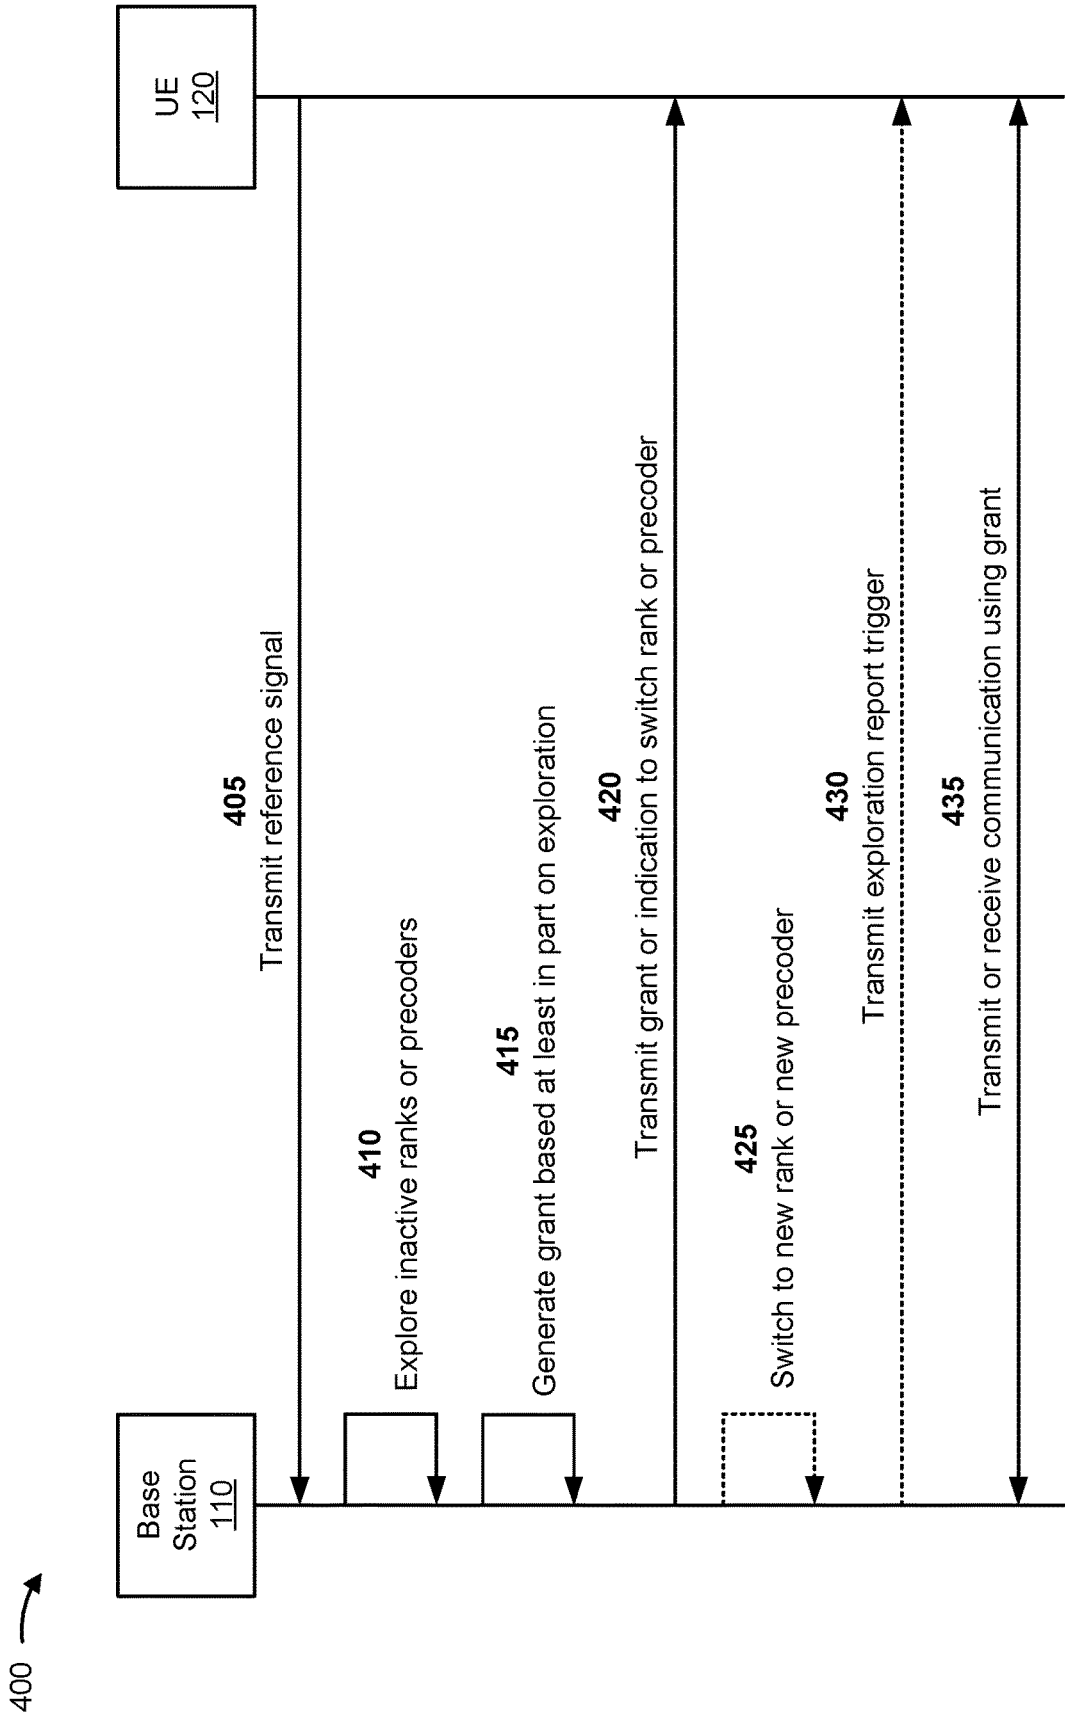 400
Base
Station
110
UE
120
405
Transmit reference signal
410
Explore inactive ranks or precoders
415
Generate grant based at least in part on exploration
420
Transmit grant or indication to switch rank or precoder
425
Switch to new rank or new precoder
430
Transmit exploration report trigger
435
Transmit or receive communication using grant